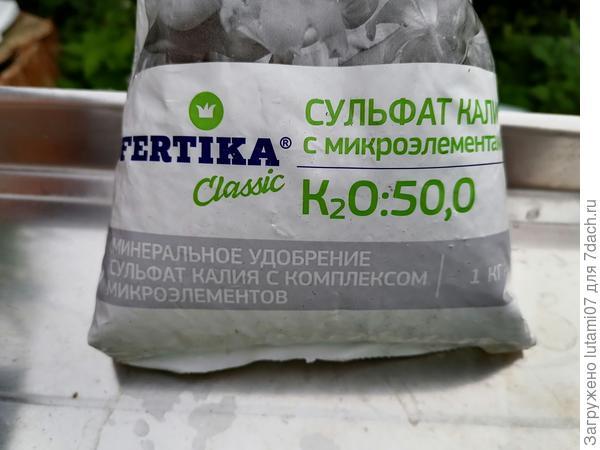 FERTIKA®
Classic
СУЛЬФАТ КАЛИ
с микроэлемента
K₂O:50,0
МИНЕРАЛЬНОЕ УДОБРЕНИЕ
СУЛЬФАТ КАЛИЯ С КОМПЛЕКСОМ
МИКРОЭЛЕМЕНТОВ
1 КГ
Загружено lutami07 для 7dach.ru